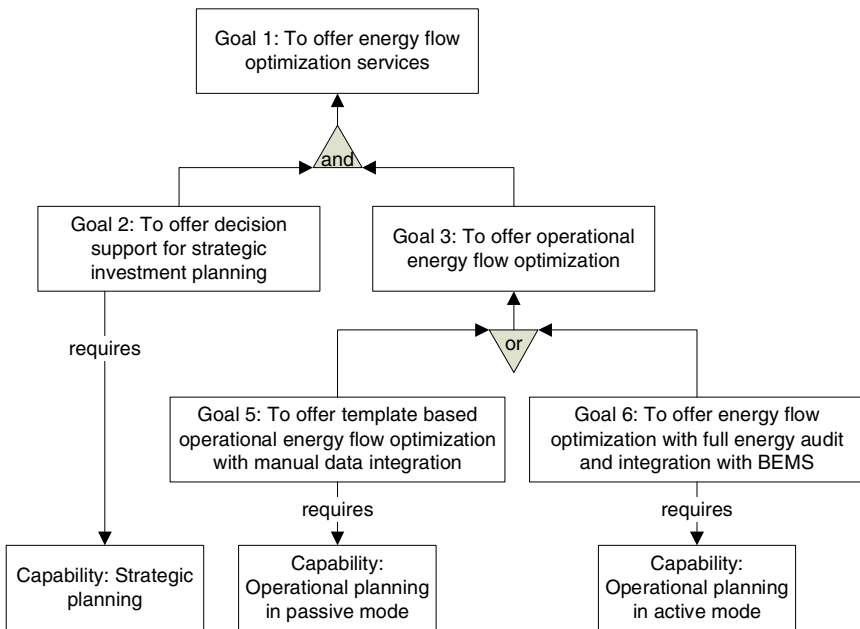 Goal 1: To offer energy flow
optimization services
and
Goal 2: To offer decision
support for strategic
investment planning
Goal 3: To offer operational
energy flow optimization
requires
or
Goal 5: To offer template based
operational energy flow optimization
with manual data integration
Goal 6: To offer energy flow
optimization with full energy audit
and integration with BEMS
requires
requires
Capability: Strategic
planning
Capability:
Operational planning
in passive mode
Capability:
Operational planning
in active mode